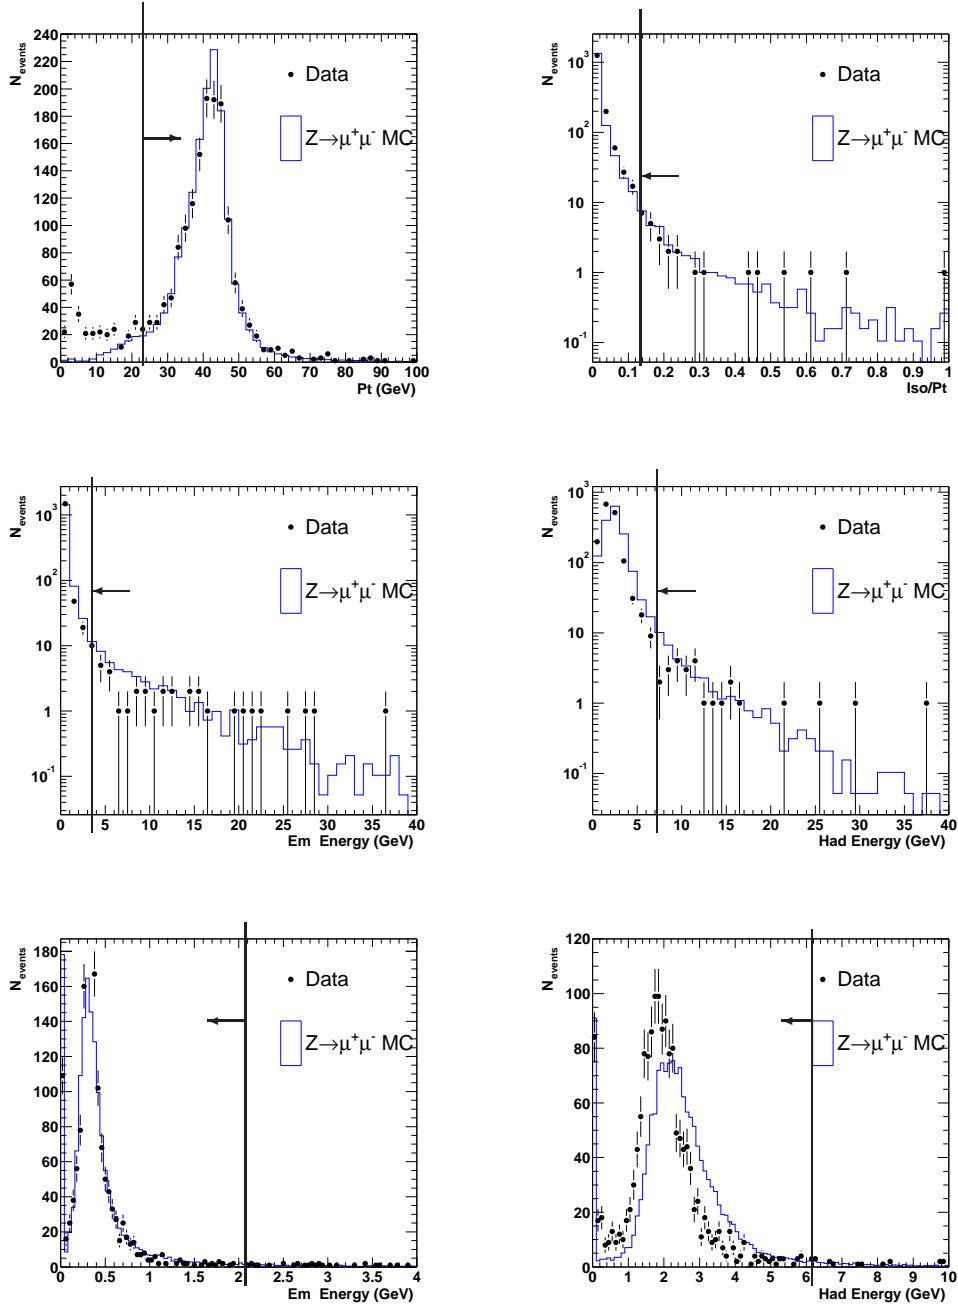 N events
240
220
200
180
160
140
120
100
80
60
40
20
0
Data
Z→μ⁺μ⁻ MC
0 10 20 30 40 50 60 70 80 90 100
Pt (GeV)
N events
10³
10²
10
1
10⁻¹
Data
Z→μ⁺μ⁻ MC
0 0.1 0.2 0.3 0.4 0.5 0.6 0.7 0.8 0.9 1
Iso/Pt
N events
10³
10²
10
1
10⁻¹
Data
Z→μ⁺μ⁻ MC
0 5 10 15 20 25 30 35 40
Em Energy (GeV)
N events
10³
10²
10
1
10⁻¹
Data
Z→μ⁺μ⁻ MC
0 5 10 15 20 25 30 35 40
Had Energy (GeV)
N events
180
160
140
120
100
80
60
40
20
0
Data
Z→μ⁺μ⁻ MC
0 0.5 1 1.5 2 2.5 3 3.5 4
Em Energy (GeV)
N events
120
100
80
60
40
20
0
Data
Z→μ⁺μ⁻ MC
0 1 2 3 4 5 6 7 8 9 10
Had Energy (GeV)